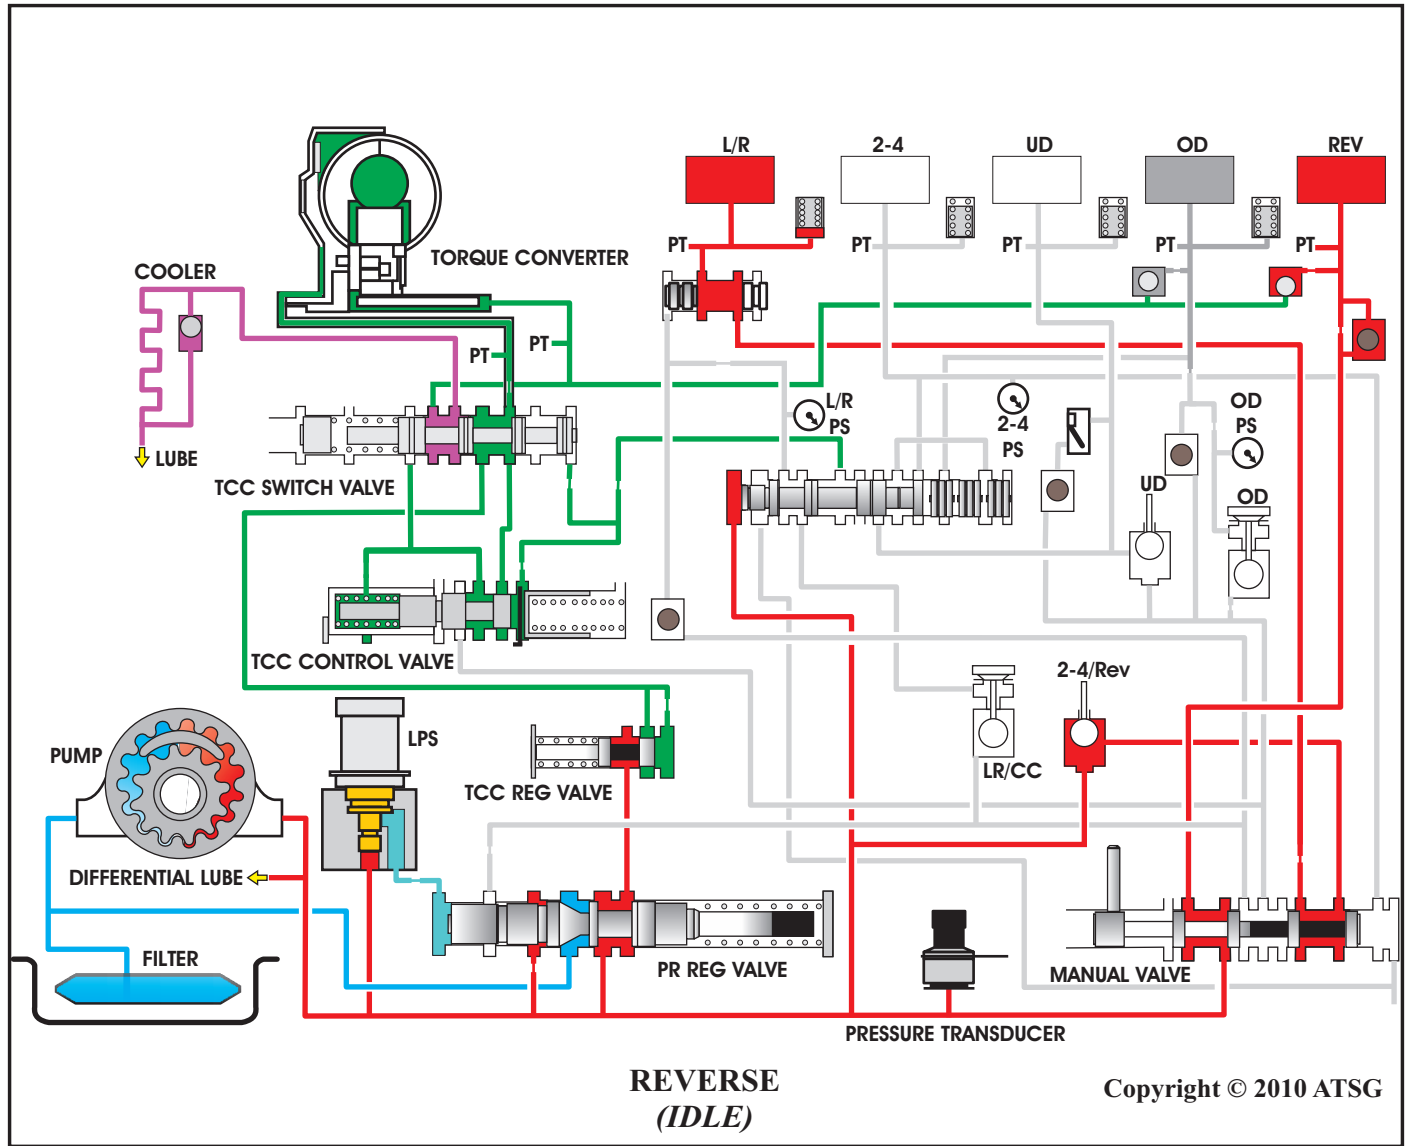 L/R
2-4
UD
OD
REV
PT
PT
PT
PT
PT
TORQUE CONVERTER
COOLER
PT
PT
L/R
PS
2-4
PS
OD
PS
LUBE
TCC SWITCH VALVE
UD
OD
TCC CONTROL VALVE
2-4/Rev
LPS
PUMP
LR/CC
TCC REG VALVE
DIFFERENTIAL LUBE
FILTER
PR REG VALVE
MANUAL VALVE
PRESSURE TRANSDUCER
REVERSE
(IDLE)
Copyright © 2010 ATSG